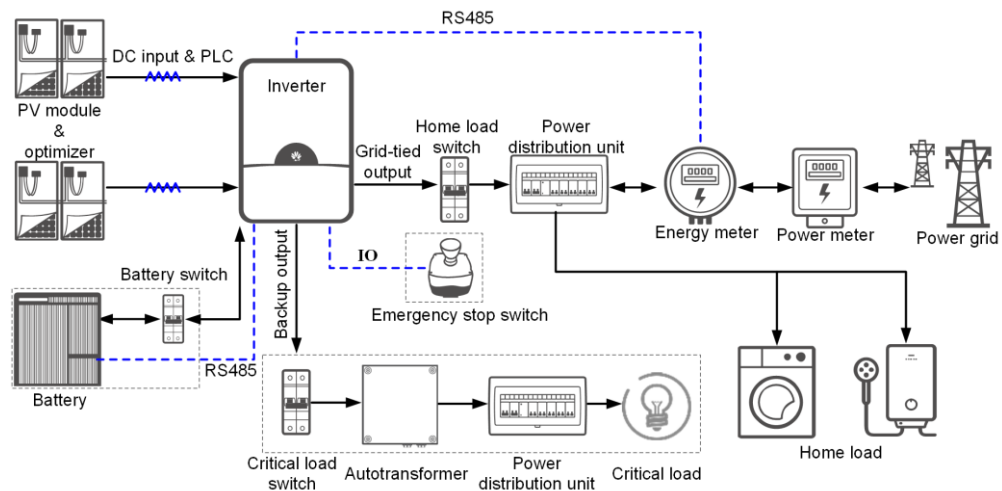 RS485
DC input & PLC
Inverter
PV module
&
optimizer
Home load
switch
Power
distribution unit
Grid-tied
output
Energy meter
Power meter
Power grid
Battery switch
Backup output
IO
Emergency stop switch
RS485
Battery
Critical load
switch
Autotransformer
Power
distribution unit
Critical load
Home load